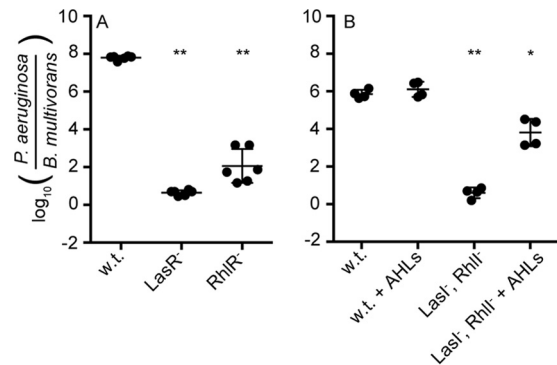 A
B
log10 ( P. aeruginosa / B. multivorans )
10
8
6
4
2
0
-2
**
**
w.t.
LasR-
RhlR-
10
8
6
4
2
0
-2
**
*
w.t.
w.t. + AHLs
LasI-, RhlI-
LasI-, RhlI- + AHLs